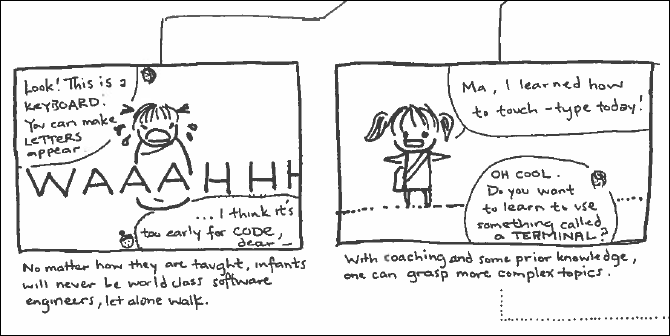 Look! This is a
KEYBOARD!
You can make
LETTERS
appear
WAAAHHH
... I think it's
too early for CODE,
dear_
No matter how they are taught, infants
will never be world class software
engineers, let alone walk.
Ma, I learned how
to touch-type today!
OH COOL.
Do you want
to learn to use
something called
a TERMINAL?
With coaching and some prior knowledge,
one can grasp more complex topics.